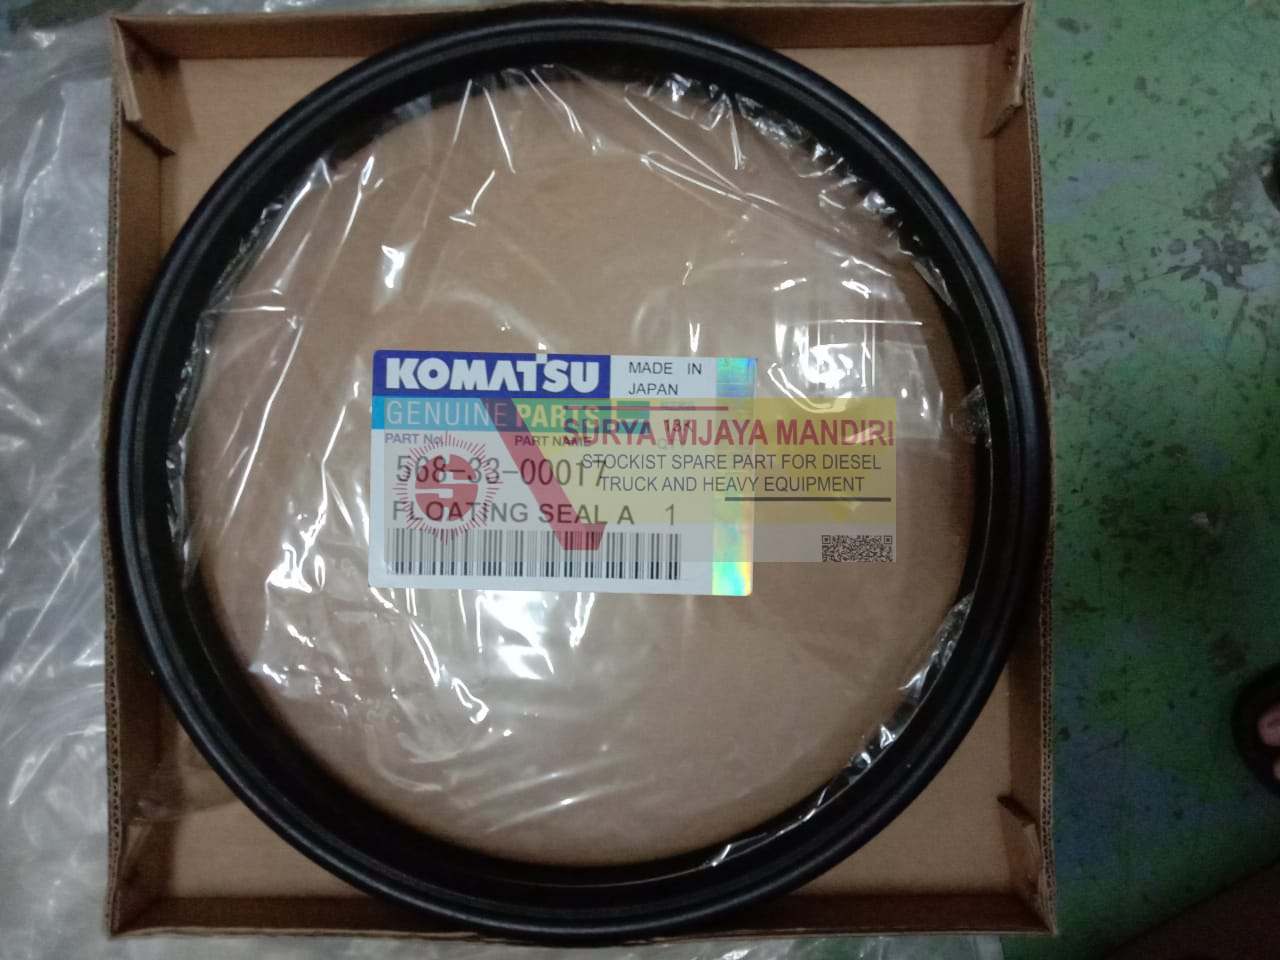 KOMATSU
MADE IN
JAPAN
GENUINE PARTS
PART No.
PART NAME
568-33-00017
FLOATING SEAL A 1
SURYA WIJAYA MANDIRI
STOCKIST SPARE PART FOR DIESEL
TRUCK AND HEAVY EQUIPMENT
S